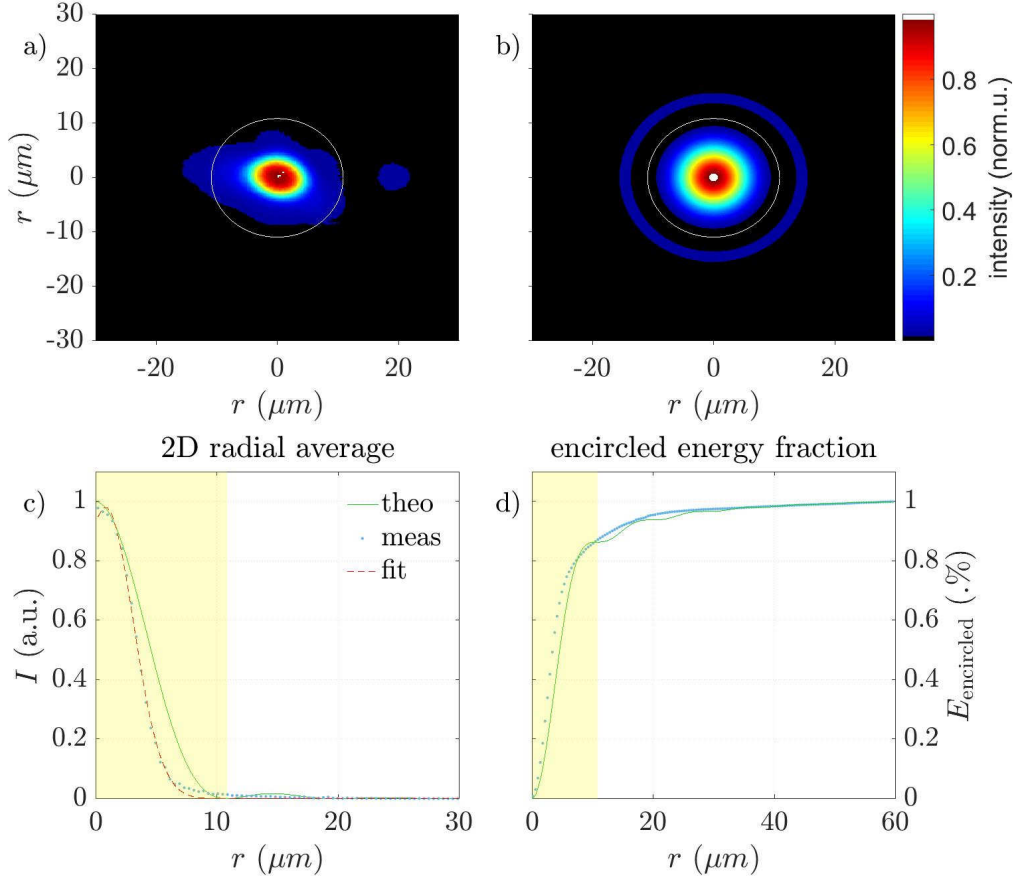 a)
30
20
10
0
-10
-20
-30
r (μm)
-20
0
20
r (μm)
b)
-20
0
20
r (μm)
0.8
0.6
0.4
0.2
intensity (norm.u.)
2D radial average
c)
1
0.8
0.6
0.4
0.2
0
I (a.u.)
theo
meas
fit
0
10
20
30
r (μm)
encircled energy fraction
d)
1
0.8
0.6
0.4
0.2
0
E_encircled (.%)
0
20
40
60
r (μm)